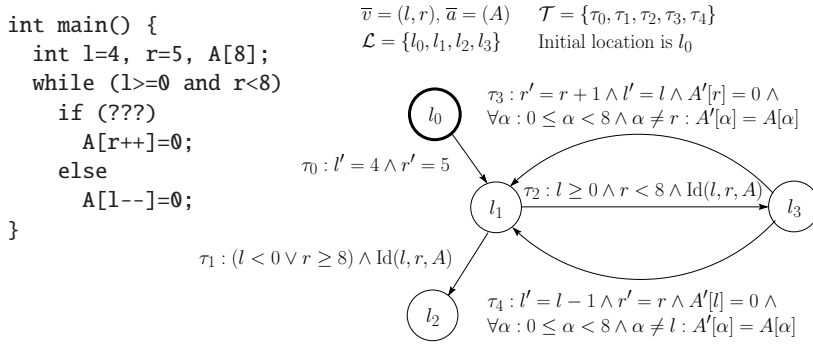 int main() {
int l=4, r=5, A[8];
while (l>=0 and r<8)
if (???)
A[r++]=0;
else
A[l--]=0;
}
v̅ = (l, r), a̅ = (A) 𝒯 = {τ₀, τ₁, τ₂, τ₃, τ₄}
ℒ = {l₀, l₁, l₂, l₃} Initial location is l₀
τ₃ : r′ = r + 1 ∧ l′ = l ∧ A′[r] = 0 ∧
∀α : 0 ≤ α < 8 ∧ α ≠ r : A′[α] = A[α]
l₀
τ₀ : l′ = 4 ∧ r′ = 5
l₁
τ₂ : l ≥ 0 ∧ r < 8 ∧ Id(l, r, A)
l₃
τ₁ : (l < 0 ∨ r ≥ 8) ∧ Id(l, r, A)
l₂
τ₄ : l′ = l − 1 ∧ r′ = r ∧ A′[l] = 0 ∧
∀α : 0 ≤ α < 8 ∧ α ≠ l : A′[α] = A[α]